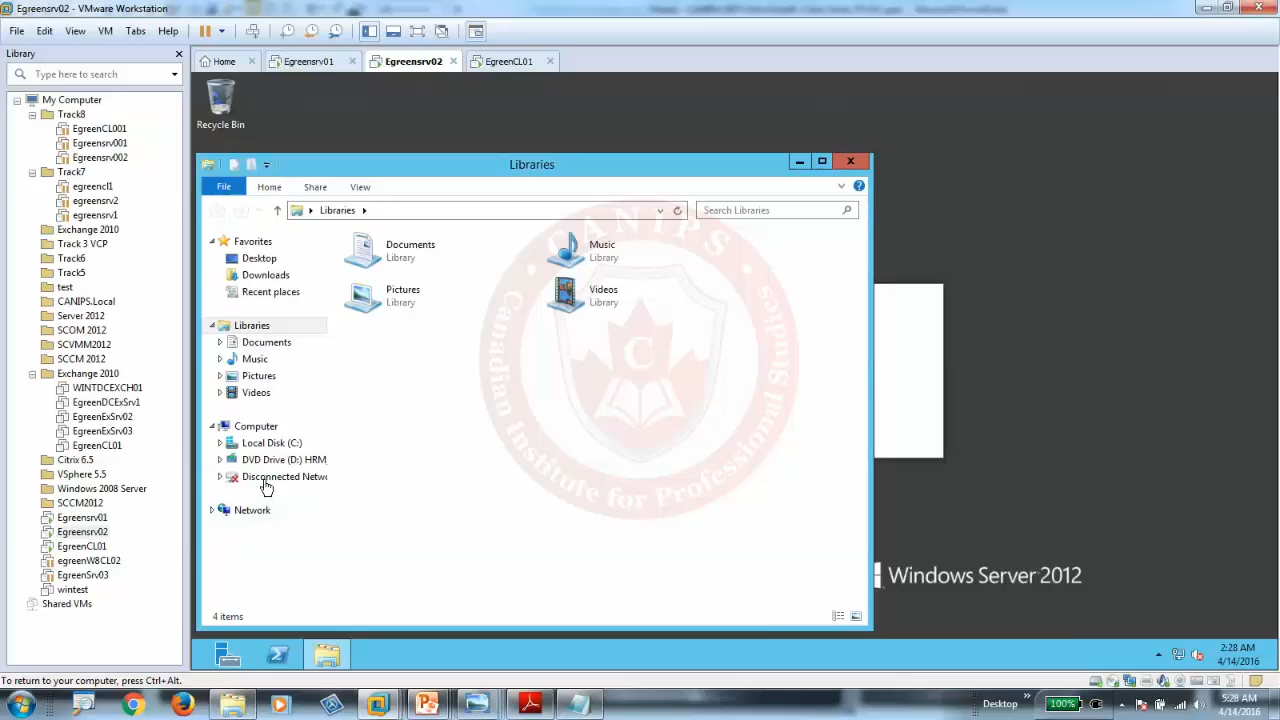 Egreensrv02 - VMware Workstation
File Edit View VM Tabs Help
Library
Type here to search
My Computer
Track8
EgreenCL001
Egreensrv001
Egreensrv002
Track7
egreencl1
egreensrv2
egreensrv1
Exchange 2010
Track 3 VCP
Track6
Track5
test
CANIPS.Local
Server 2012
SCOM 2012
SCVMM2012
SCCM 2012
Exchange 2010
WINTDCEXCH01
EgreenDCExSrv1
EgreenExSrv02
EgreenExSrv03
EgreenCL01
Citrix 6.5
VSphere 5.5
Windows 2008 Server
SCCM2012
Egreensrv01
Egreensrv02
EgreenCL01
egreenW8CL02
EgreenSrv03
wintest
Shared VMs
Home Egreensrv01 Egreensrv02 EgreenCL01
Recycle Bin
Libraries
File Home Share View
Libraries
Search Libraries
Favorites
Desktop
Downloads
Recent places
Libraries
Documents
Music
Pictures
Videos
Computer
Local Disk (C:)
DVD Drive (D:) HRM
Disconnected Netwo
Network
Documents
Library
Music
Library
Pictures
Library
Videos
Library
4 items
CANIPS
C
Canadian Institute for Professional Studies
Windows Server 2012
2:28 AM
4/14/2016
To return to your computer, press Ctrl+Alt.
Desktop
100%
5:28 AM
4/14/2016